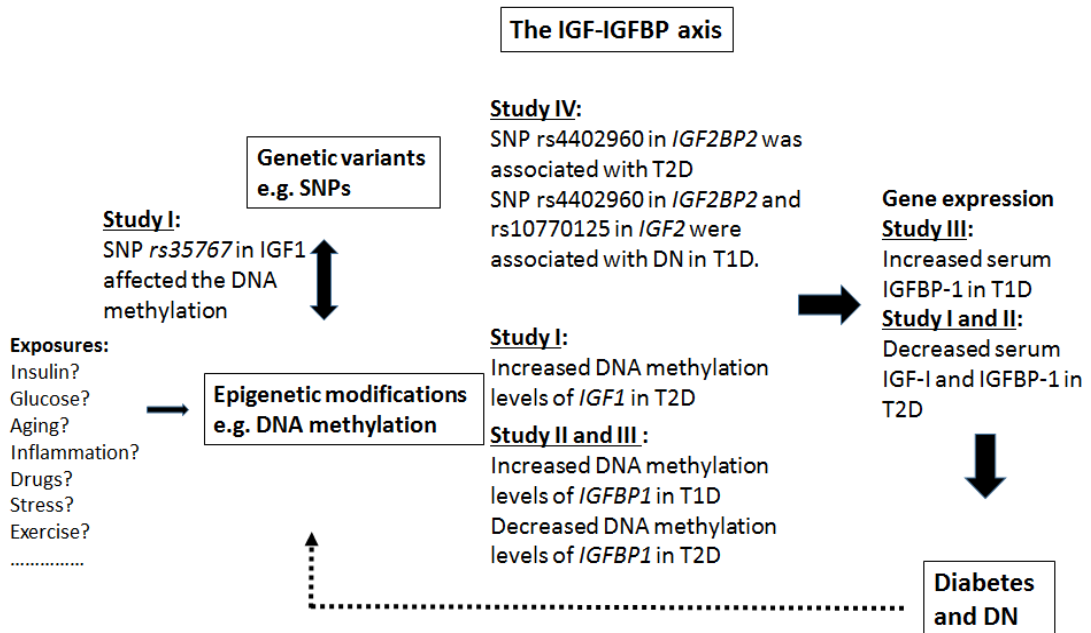 The IGF-IGFBP axis
Genetic variants
e.g. SNPs
Study I:
SNP rs35767 in IGF1
affected the DNA
methylation
Exposures:
Insulin?
Glucose?
Aging?
Inflammation?
Drugs?
Stress?
Exercise?
……………
Epigenetic modifications
e.g. DNA methylation
Study IV:
SNP rs4402960 in IGF2BP2 was
associated with T2D
SNP rs4402960 in IGF2BP2 and
rs10770125 in IGF2 were
associated with DN in T1D.
Study I:
Increased DNA methylation
levels of IGF1 in T2D
Study II and III :
Increased DNA methylation
levels of IGFBP1 in T1D
Decreased DNA methylation
levels of IGFBP1 in T2D
Gene expression
Study III:
Increased serum
IGFBP-1 in T1D
Study I and II:
Decreased serum
IGF-I and IGFBP-1 in
T2D
Diabetes
and DN